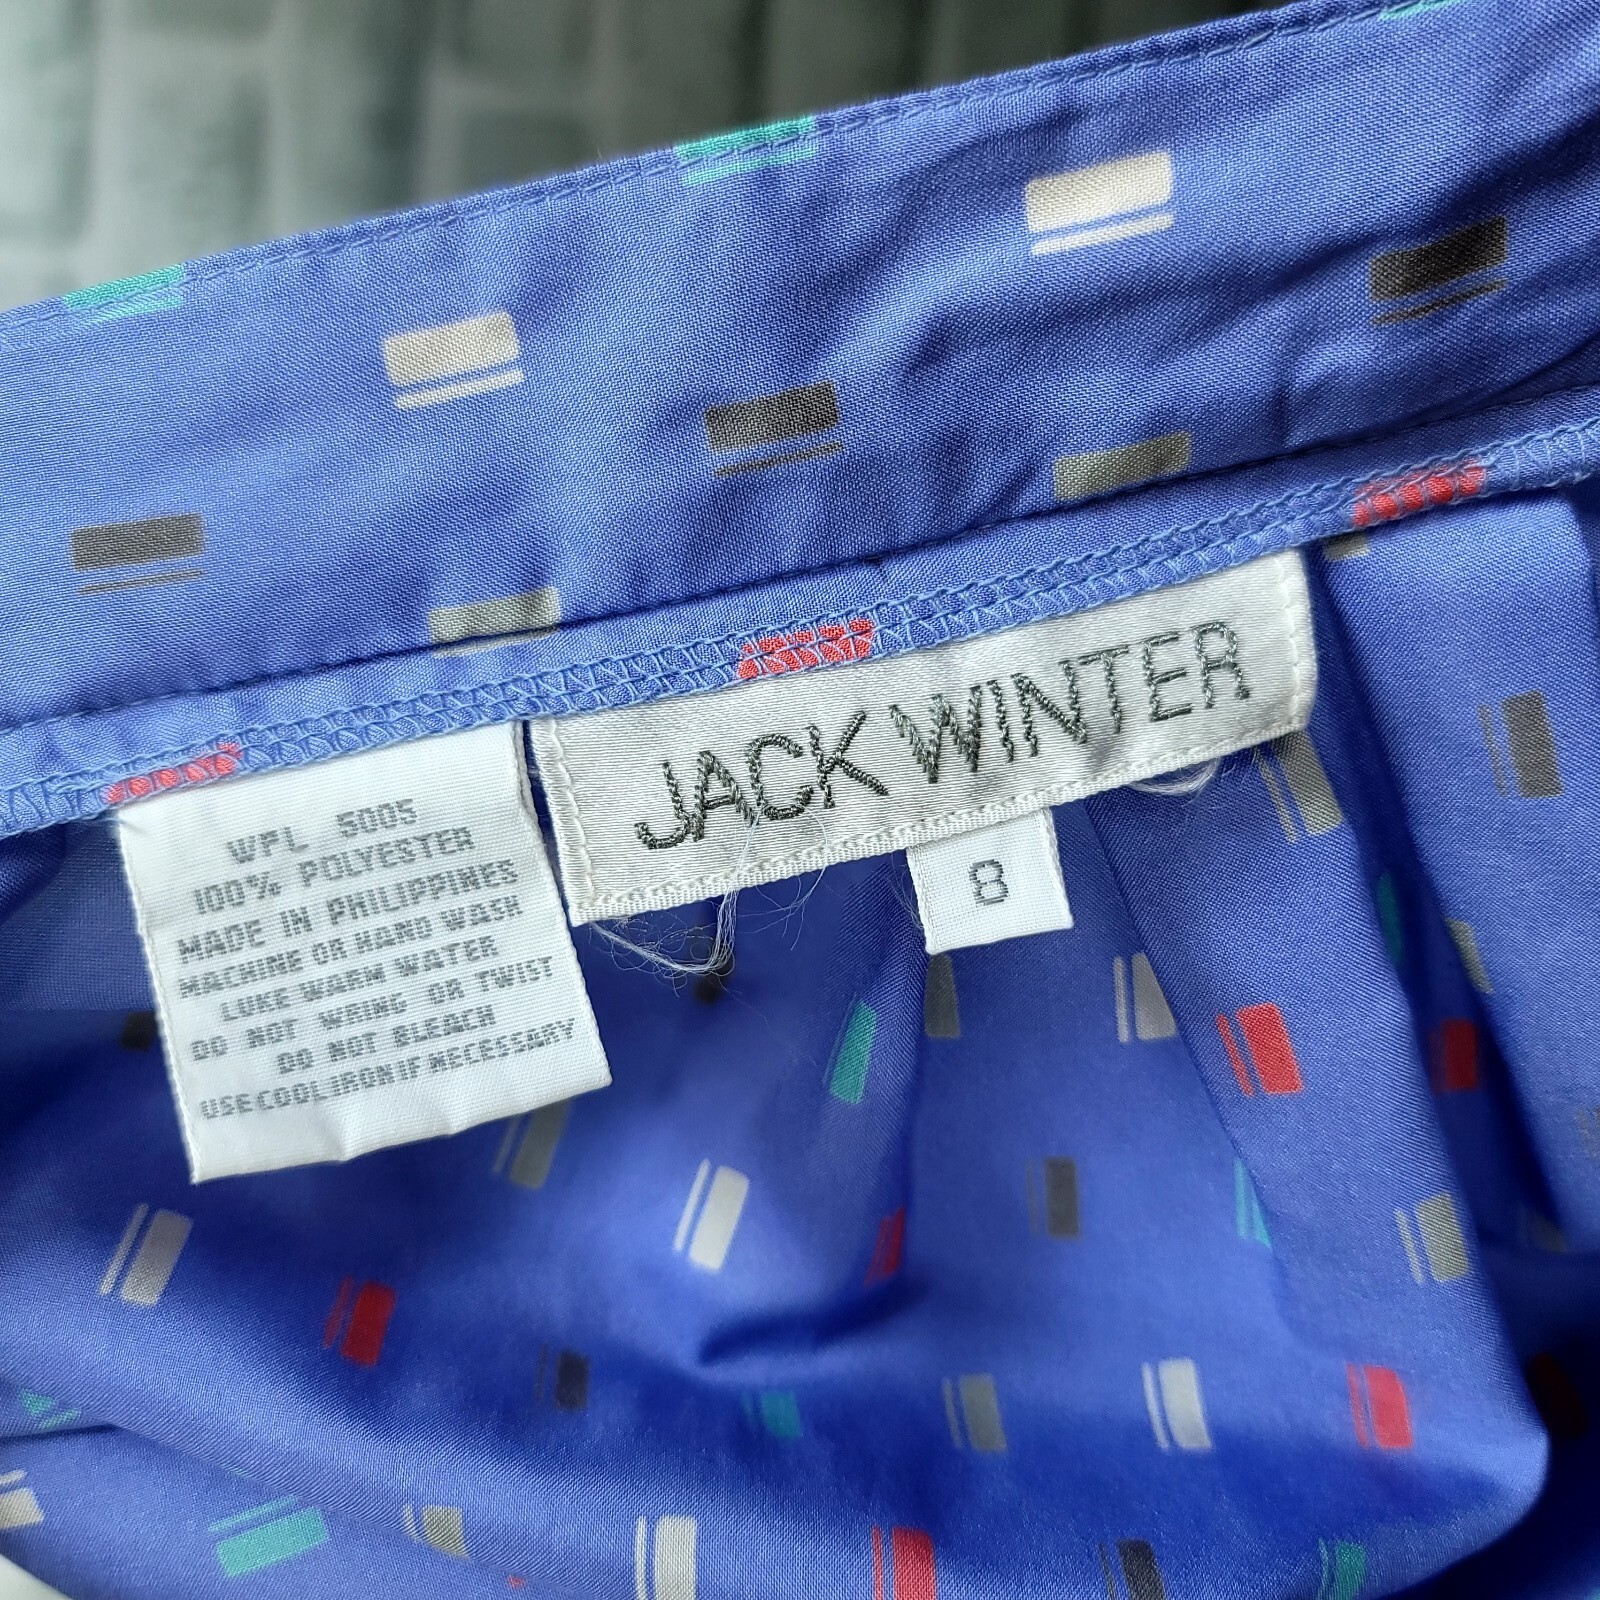 WPL 5005
100% POLYESTER
MADE IN PHILIPPINES
MACHINE OR HAND WASH
LUKE WARM WATER
DO NOT WRING OR TWIST
DO NOT BLEACH
USE COOL IRON IF NECESSARY
JACK WINTER
8